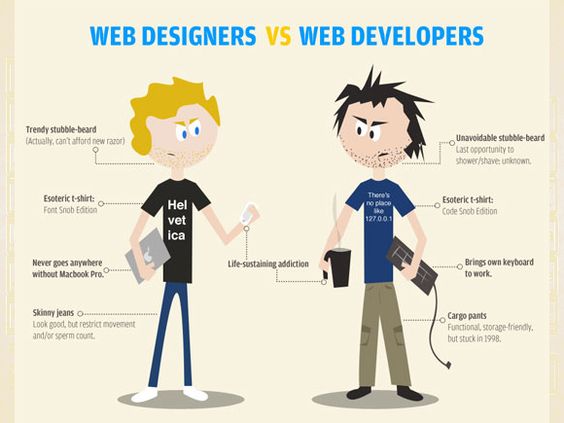 WEB DESIGNERS VS WEB DEVELOPERS
Trendy stubble-beard
(Actually, can't afford new razor)
Esoteric t-shirt:
Font Snob Edition
Never goes anywhere
without Macbook Pro.
Skinny jeans
Look good, but restrict movement
and/or sperm count.
Hel
vet
ica
Life-sustaining addiction
There's
no place
like
127.0.0.1
Unavoidable stubble-beard
Last opportunity to
shower/shave: unknown.
Esoteric t-shirt:
Code Snob Edition
Brings own keyboard
to work.
Cargo pants
Functional, storage-friendly,
but stuck in 1998.